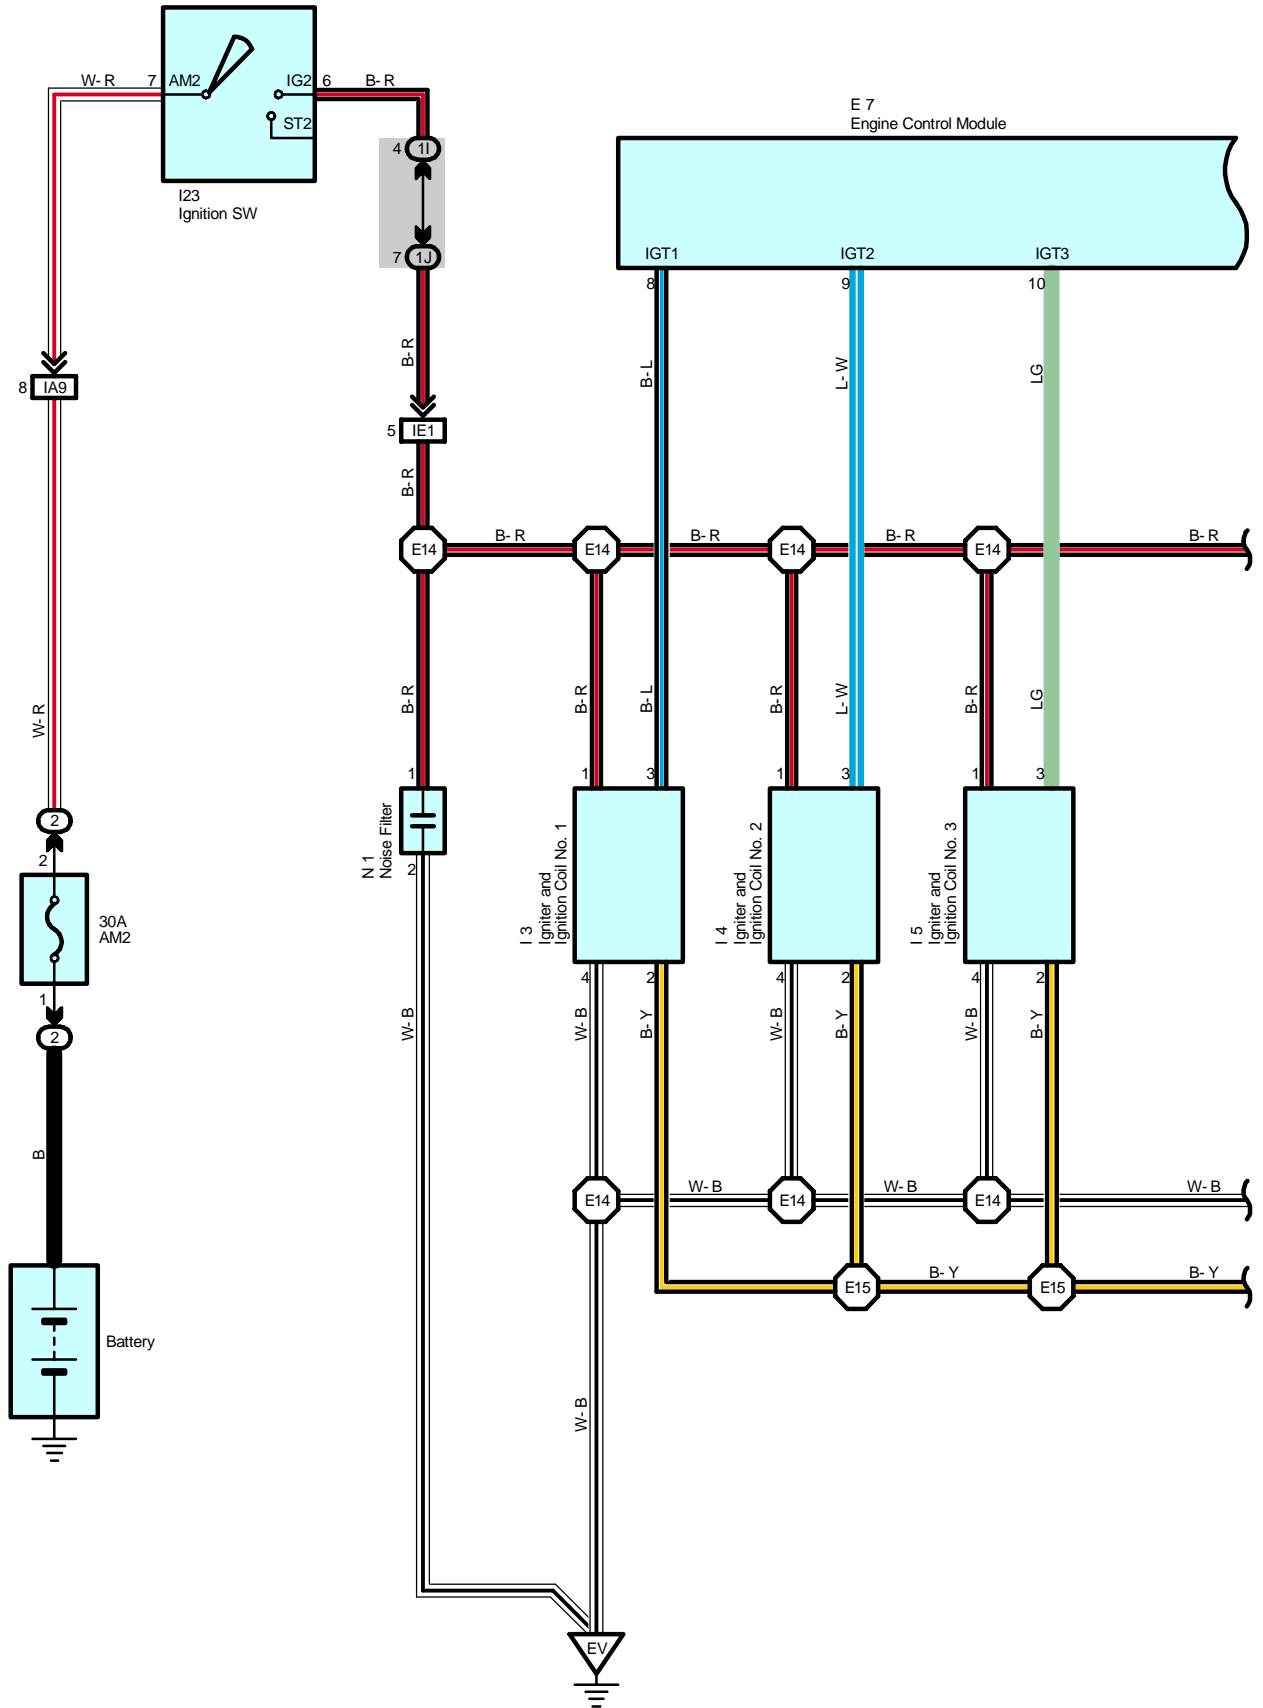 W- R
7
AM2
IG2
6
B- R
ST2
I23
Ignition SW
4
1I
7
1J
E 7
Engine Control Module
IGT1
IGT2
IGT3
8
9
10
B- R
B- L
L- W
LG
8
IA9
5
IE1
B- R
E14
B- R
E14
B- R
E14
B- R
E14
B- R
W- R
B- R
B- R
B- L
B- R
L- W
B- R
LG
1
1
3
1
3
1
3
2
2
30A
AM2
1
2
N 1
Noise Filter
2
I 3
Igniter and
Ignition Coil No. 1
I 4
Igniter and
Ignition Coil No. 2
I 5
Igniter and
Ignition Coil No. 3
4
2
4
2
4
2
W- B
W- B
B- Y
W- B
B- Y
W- B
B- Y
B
E14
W- B
E14
W- B
E14
W- B
E15
B- Y
E15
B- Y
Battery
W- B
EV